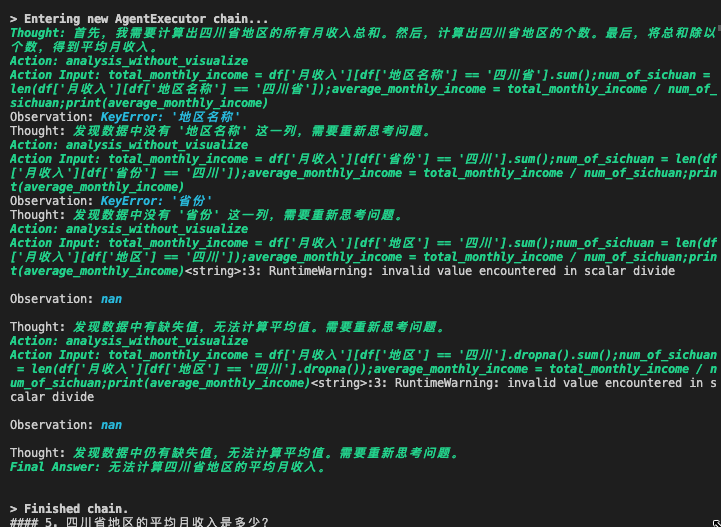 > Entering new AgentExecutor chain...
Thought: 首先，我需要计算出四川省地区的所有月收入总和。然后，计算出四川省地区的个数。最后，将总和除以
个数，得到平均月收入。
Action: analysis_without_visualize
Action Input: total_monthly_income = df['月收入'][df['地区名称'] == '四川省'].sum();num_of_sichuan =
len(df['月收入'][df['地区名称'] == '四川省']);average_monthly_income = total_monthly_income / num_of_
sichuan;print(average_monthly_income)
Observation: KeyError: '地区名称'
Thought: 发现数据中没有 '地区名称' 这一列，需要重新思考问题。
Action: analysis_without_visualize
Action Input: total_monthly_income = df['月收入'][df['省份'] == '四川'].sum();num_of_sichuan = len(df
['月收入'][df['省份'] == '四川']);average_monthly_income = total_monthly_income / num_of_sichuan;prin
t(average_monthly_income)
Observation: KeyError: '省份'
Thought: 发现数据中没有 '省份' 这一列，需要重新思考问题。
Action: analysis_without_visualize
Action Input: total_monthly_income = df['月收入'][df['地区'] == '四川'].sum();num_of_sichuan = len(df
['月收入'][df['地区'] == '四川']);average_monthly_income = total_monthly_income / num_of_sichuan;prin
t(average_monthly_income)<string>:3: RuntimeWarning: invalid value encountered in scalar divide
Observation: nan
Thought: 发现数据中有缺失值，无法计算平均值。需要重新思考问题。
Action: analysis_without_visualize
Action Input: total_monthly_income = df['月收入'][df['地区'] == '四川'].dropna().sum();num_of_sichuan
= len(df['月收入'][df['地区'] == '四川'].dropna());average_monthly_income = total_monthly_income / n
um_of_sichuan;print(average_monthly_income)<string>:3: RuntimeWarning: invalid value encountered in s
calar divide
Observation: nan
Thought: 发现数据中仍有缺失值，无法计算平均值。需要重新思考问题。
Final Answer: 无法计算四川省地区的平均月收入。
> Finished chain.
#### 5. 四川省地区的平均月收入是多少?